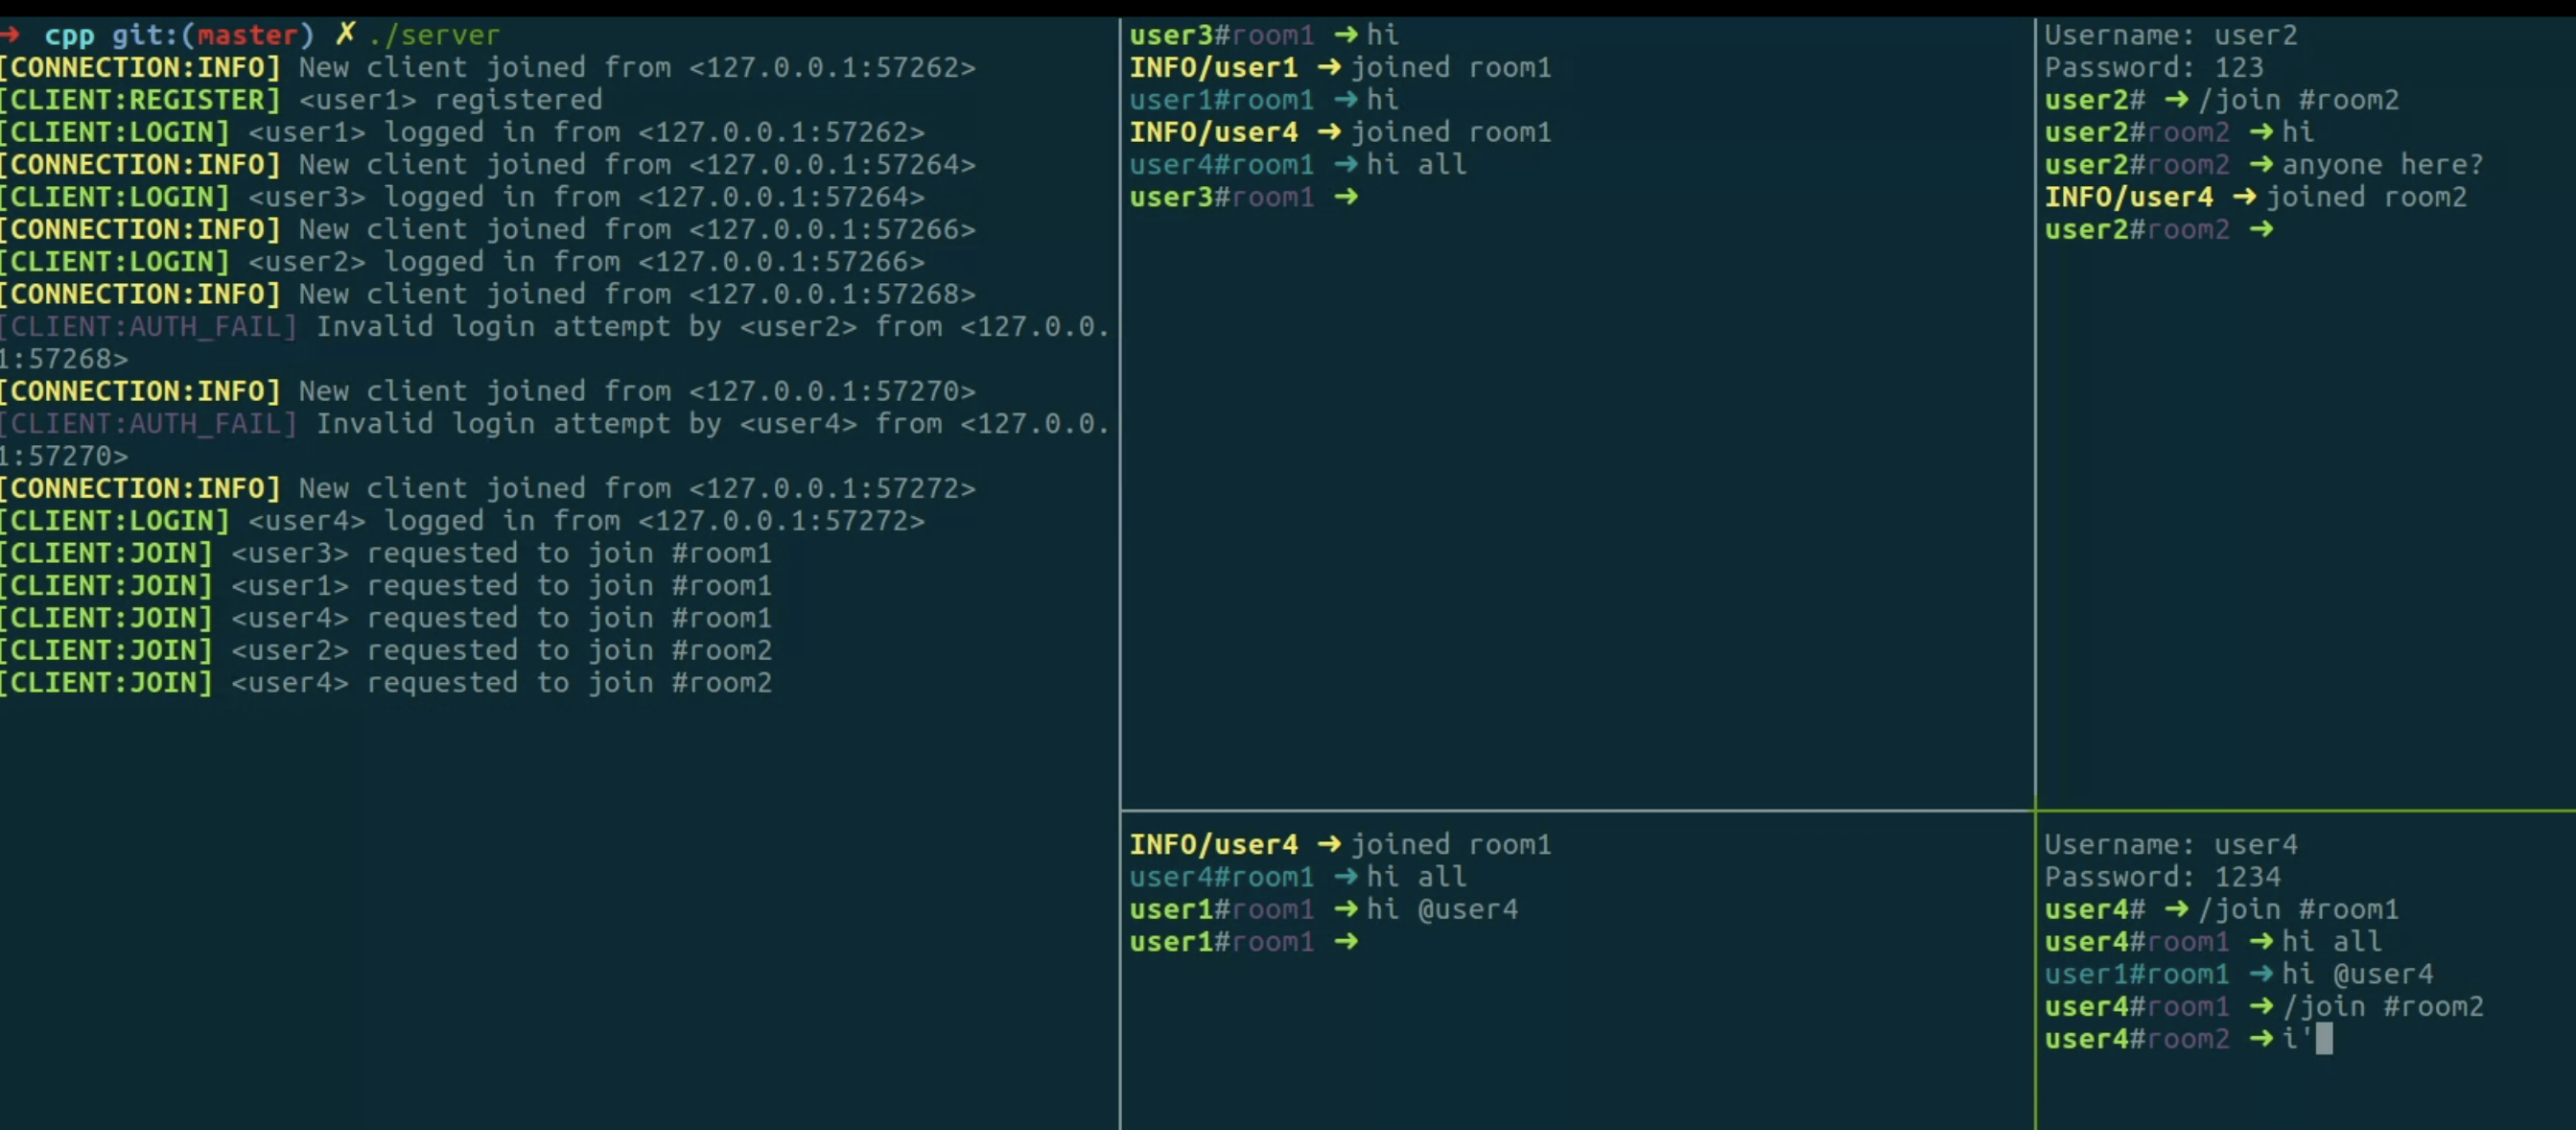 ➜ cpp git:(master) ✗ ./server
[CONNECTION:INFO] New client joined from <127.0.0.1:57262>
[CLIENT:REGISTER] <user1> registered
[CLIENT:LOGIN] <user1> logged in from <127.0.0.1:57262>
[CONNECTION:INFO] New client joined from <127.0.0.1:57264>
[CLIENT:LOGIN] <user3> logged in from <127.0.0.1:57264>
[CONNECTION:INFO] New client joined from <127.0.0.1:57266>
[CLIENT:LOGIN] <user2> logged in from <127.0.0.1:57266>
[CONNECTION:INFO] New client joined from <127.0.0.1:57268>
[CLIENT:AUTH_FAIL] Invalid login attempt by <user2> from <127.0.0.
1:57268>
[CONNECTION:INFO] New client joined from <127.0.0.1:57270>
[CLIENT:AUTH_FAIL] Invalid login attempt by <user4> from <127.0.0.
1:57270>
[CONNECTION:INFO] New client joined from <127.0.0.1:57272>
[CLIENT:LOGIN] <user4> logged in from <127.0.0.1:57272>
[CLIENT:JOIN] <user3> requested to join #room1
[CLIENT:JOIN] <user1> requested to join #room1
[CLIENT:JOIN] <user4> requested to join #room1
[CLIENT:JOIN] <user2> requested to join #room2
[CLIENT:JOIN] <user4> requested to join #room2
user3#room1 ➜ hi
INFO/user1 ➜ joined room1
user1#room1 ➜ hi
INFO/user4 ➜ joined room1
user4#room1 ➜ hi all
user3#room1 ➜
Username: user2
Password: 123
user2# ➜ /join #room2
user2#room2 ➜ hi
user2#room2 ➜ anyone here?
INFO/user4 ➜ joined room2
user2#room2 ➜
INFO/user4 ➜ joined room1
user4#room1 ➜ hi all
user1#room1 ➜ hi @user4
user1#room1 ➜
Username: user4
Password: 1234
user4# ➜ /join #room1
user4#room1 ➜ hi all
user1#room1 ➜ hi @user4
user4#room1 ➜ /join #room2
user4#room2 ➜ i'